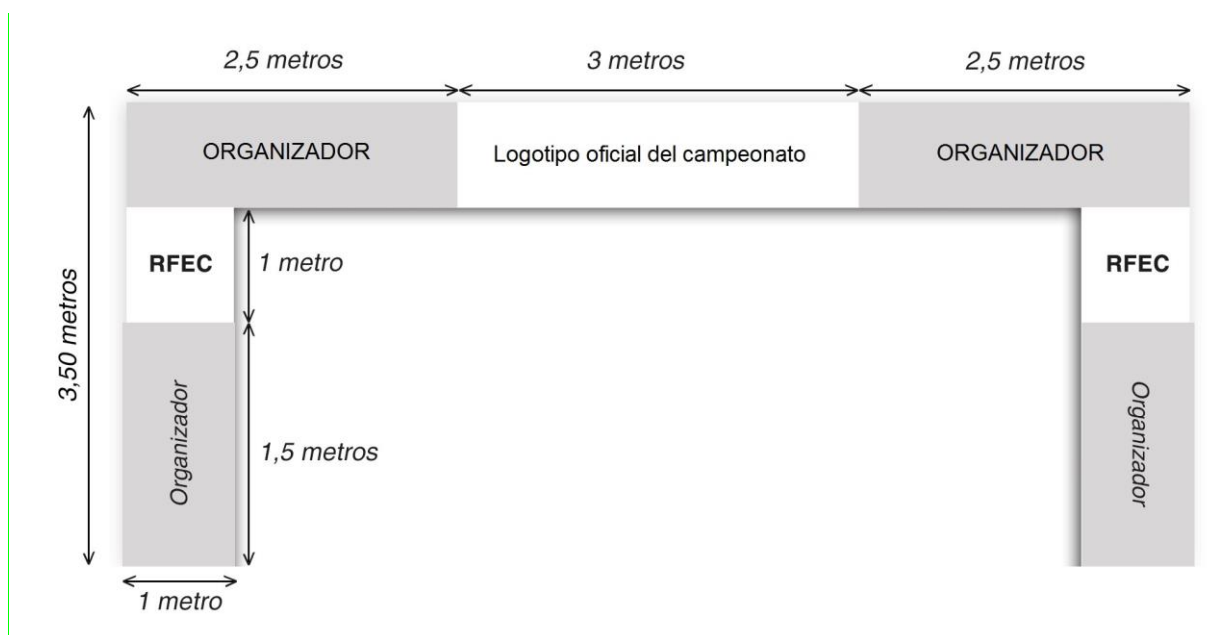 2,5 metros
3 metros
2,5 metros
ORGANIZADOR
Logotipo oficial del campeonato
ORGANIZADOR
RFEC
1 metro
RFEC
3,50 metros
Organizador
1,5 metros
Organizador
1 metro